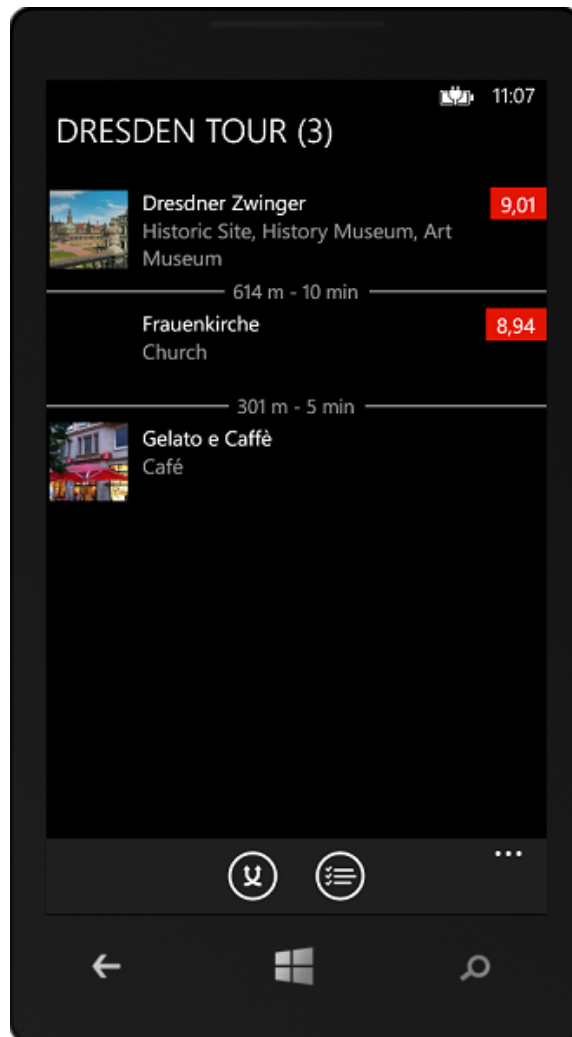 11:07
DRESDEN TOUR (3)
Dresdner Zwinger
9,01
Historic Site, History Museum, Art
Museum
614 m - 10 min
Frauenkirche
8,94
Church
301 m - 5 min
Gelato e Caffè
Café